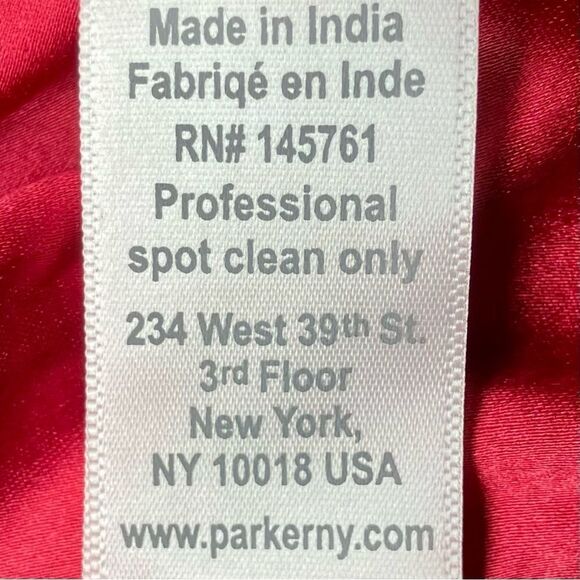 Made in India
Fabriqé en Inde
RN# 145761
Professional
spot clean only
234 West 39th St.
3rd Floor
New York,
NY 10018 USA
www.parkerny.com